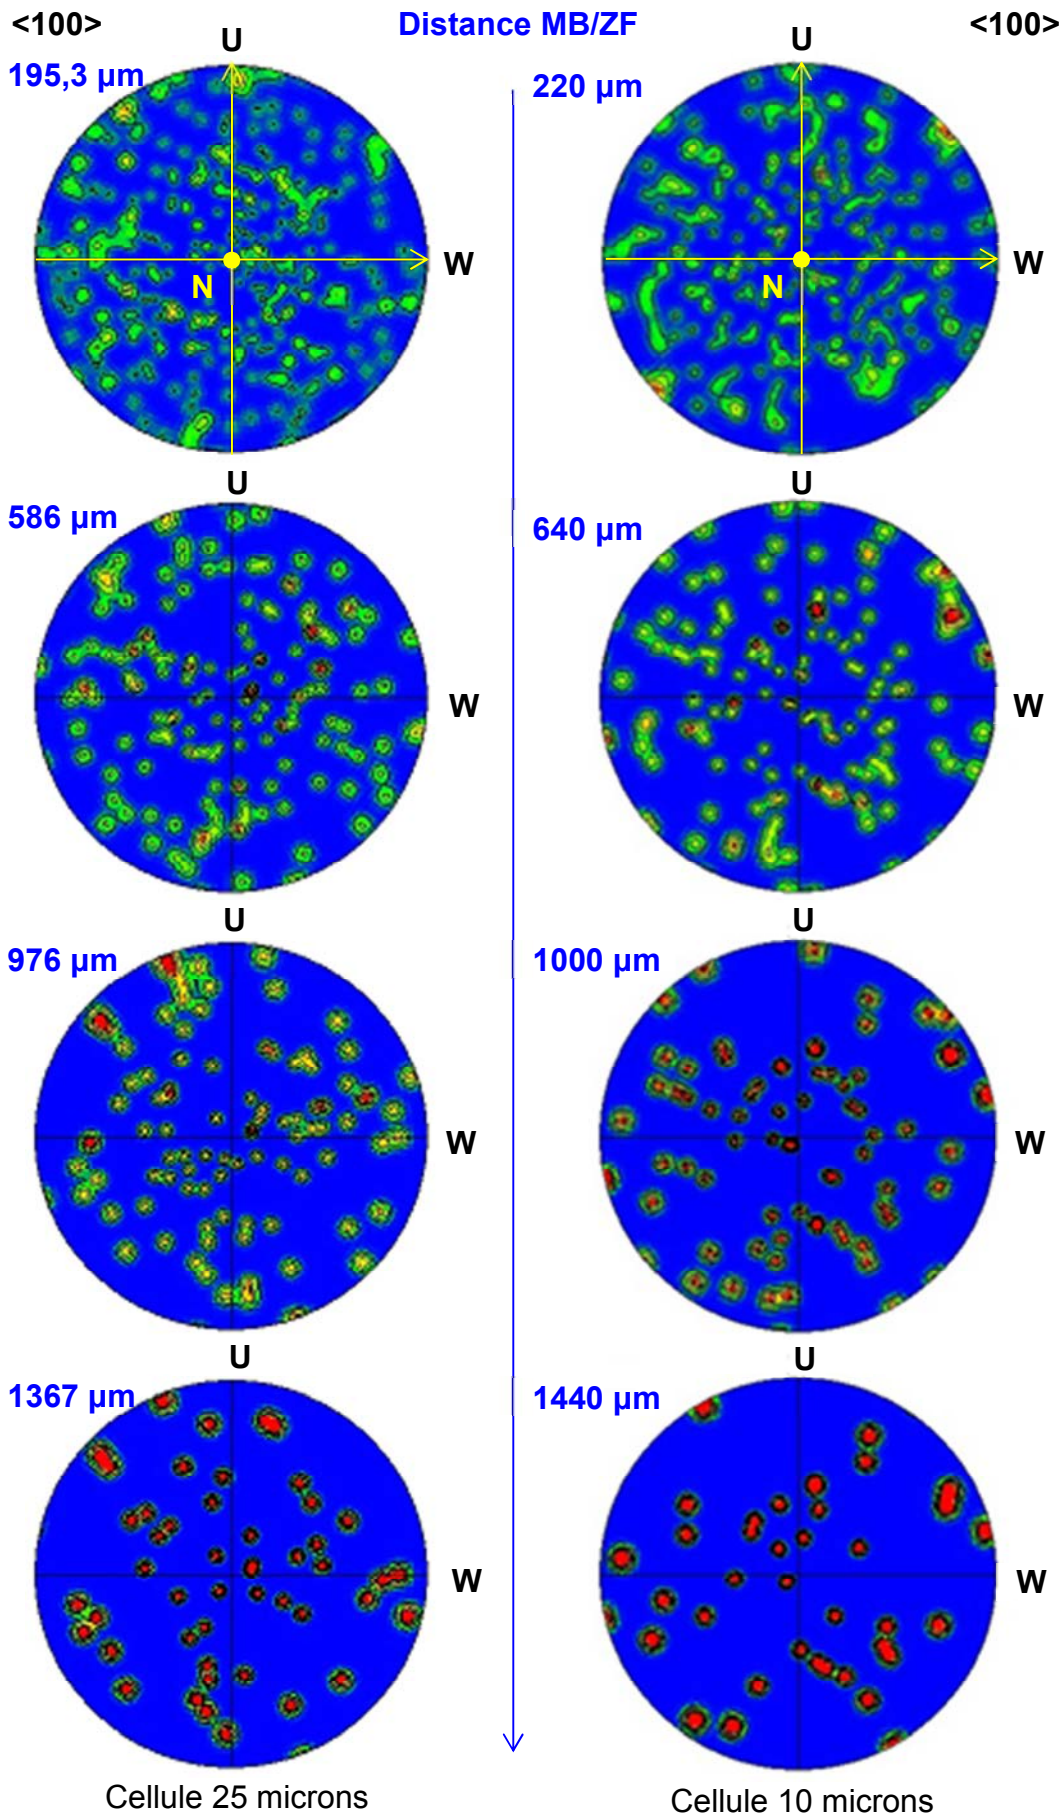 <100> Distance MB/ZF <100>
U U
195,3 µm 220 µm
W W
N N
U U
586 µm 640 µm
W W
U U
976 µm 1000 µm
W W
U U
1367 µm 1440 µm
W W
Cellule 25 microns Cellule 10 microns